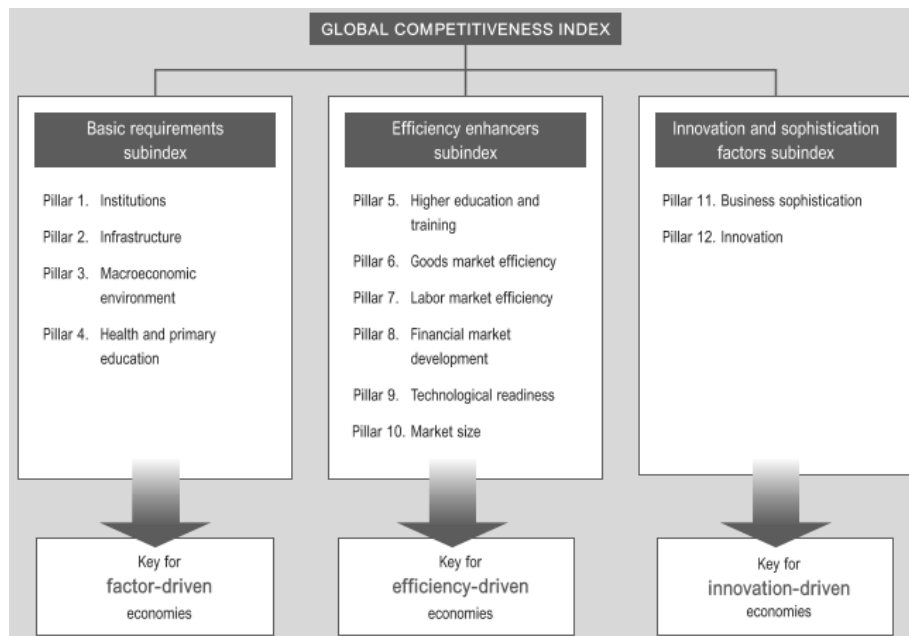 GLOBAL COMPETITIVENESS INDEX
Basic requirements
subindex
Pillar 1. Institutions
Pillar 2. Infrastructure
Pillar 3. Macroeconomic
environment
Pillar 4. Health and primary
education
Key for
factor-driven
economies
Efficiency enhancers
subindex
Pillar 5. Higher education and
training
Pillar 6. Goods market efficiency
Pillar 7. Labor market efficiency
Pillar 8. Financial market
development
Pillar 9. Technological readiness
Pillar 10. Market size
Key for
efficiency-driven
economies
Innovation and sophistication
factors subindex
Pillar 11. Business sophistication
Pillar 12. Innovation
Key for
innovation-driven
economies